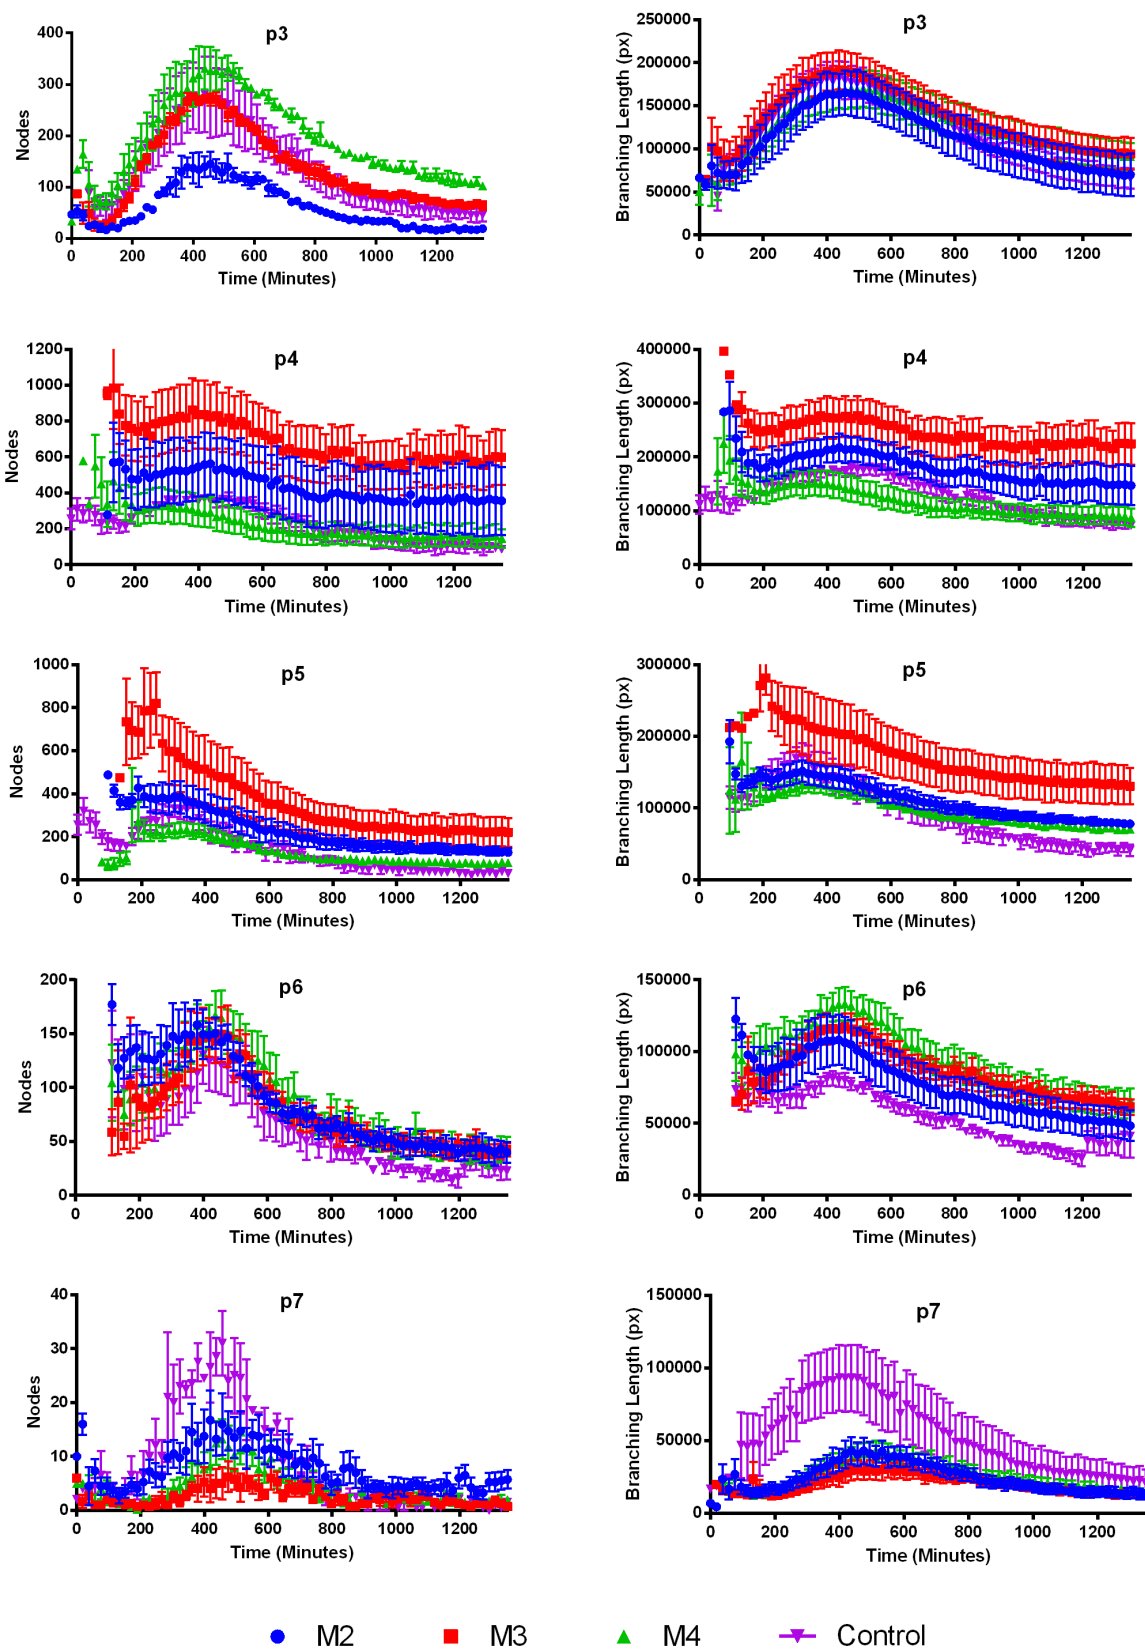 p3
Nodes
400
300
200
100
0
0 200 400 600 800 1000 1200
Time (Minutes)
p3
Branching Length (px)
250000
200000
150000
100000
50000
0
0 200 400 600 800 1000 1200
Time (Minutes)
p4
Nodes
1200
1000
800
600
400
200
0
0 200 400 600 800 1000 1200
Time (Minutes)
p4
Branching Length (px)
400000
300000
200000
100000
0
0 200 400 600 800 1000 1200
Time (Minutes)
p5
Nodes
1000
800
600
400
200
0
0 200 400 600 800 1000 1200
Time (Minutes)
p5
Branching Length (px)
300000
200000
100000
0
0 200 400 600 800 1000 1200
Time (Minutes)
p6
Nodes
200
150
100
50
0
0 200 400 600 800 1000 1200
Time (Minutes)
p6
Branching Length (px)
150000
100000
50000
0
0 200 400 600 800 1000 1200
Time (Minutes)
p7
Nodes
40
30
20
10
0
0 200 400 600 800 1000 1200
Time (Minutes)
p7
Branching Length (px)
150000
100000
50000
0
0 200 400 600 800 1000 1200
Time (Minutes)
M2 M3 M4 Control